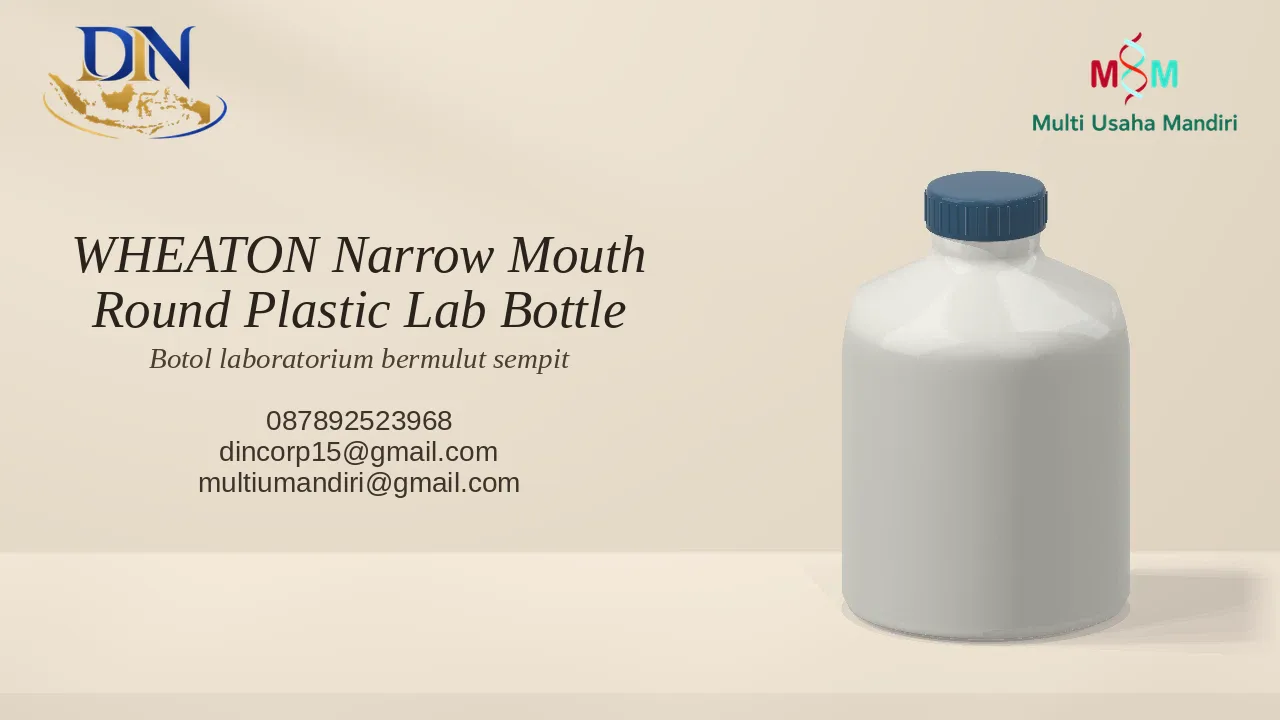 DIN
MSM
Multi Usaha Mandiri
WHEATON Narrow Mouth
Round Plastic Lab Bottle
Botol laboratorium bermulut sempit
087892523968
dincorp15@gmail.com
multiumandiri@gmail.com